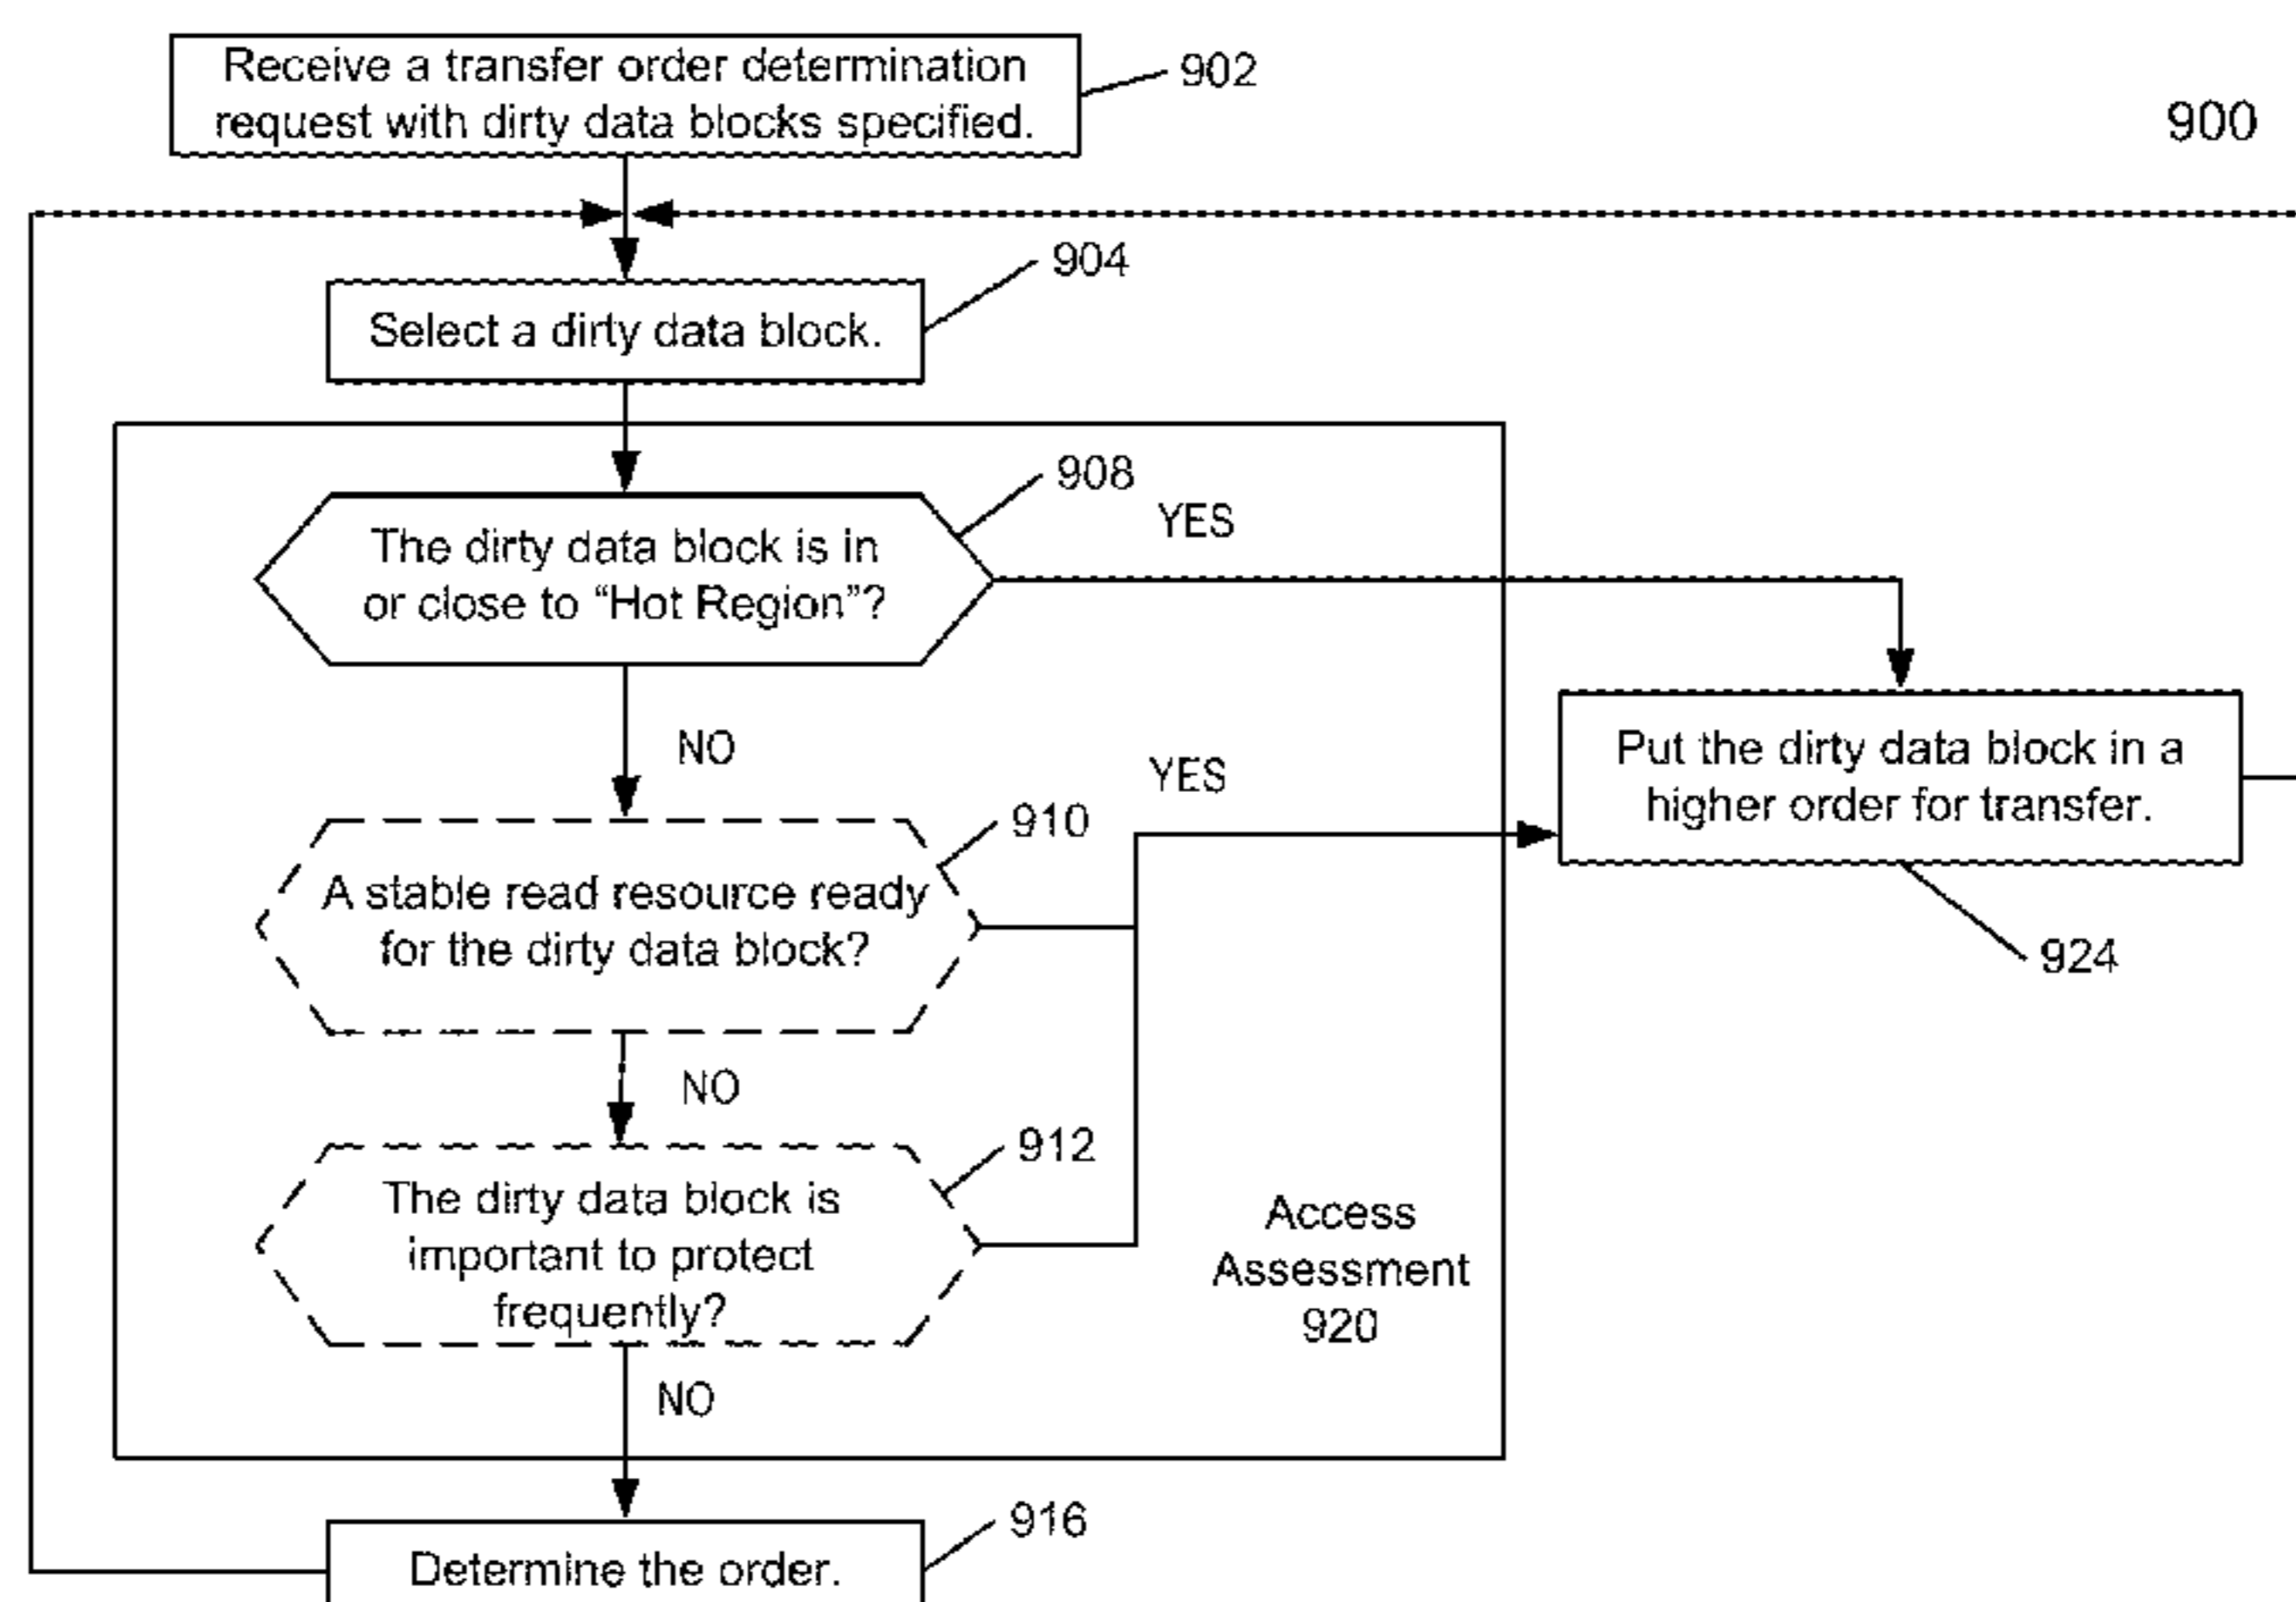 Receive a transfer order determination
request with dirty data blocks specified.
902
900
904
Select a dirty data block.
908
YES
The dirty data block is in
or close to “Hot Region”?
NO
YES
Put the dirty data block in a
higher order for transfer.
910
A stable read resource ready
for the dirty data block?
924
NO
912
The dirty data block is
important to protect
frequently?
Access
Assessment
920
NO
916
Determine the order.